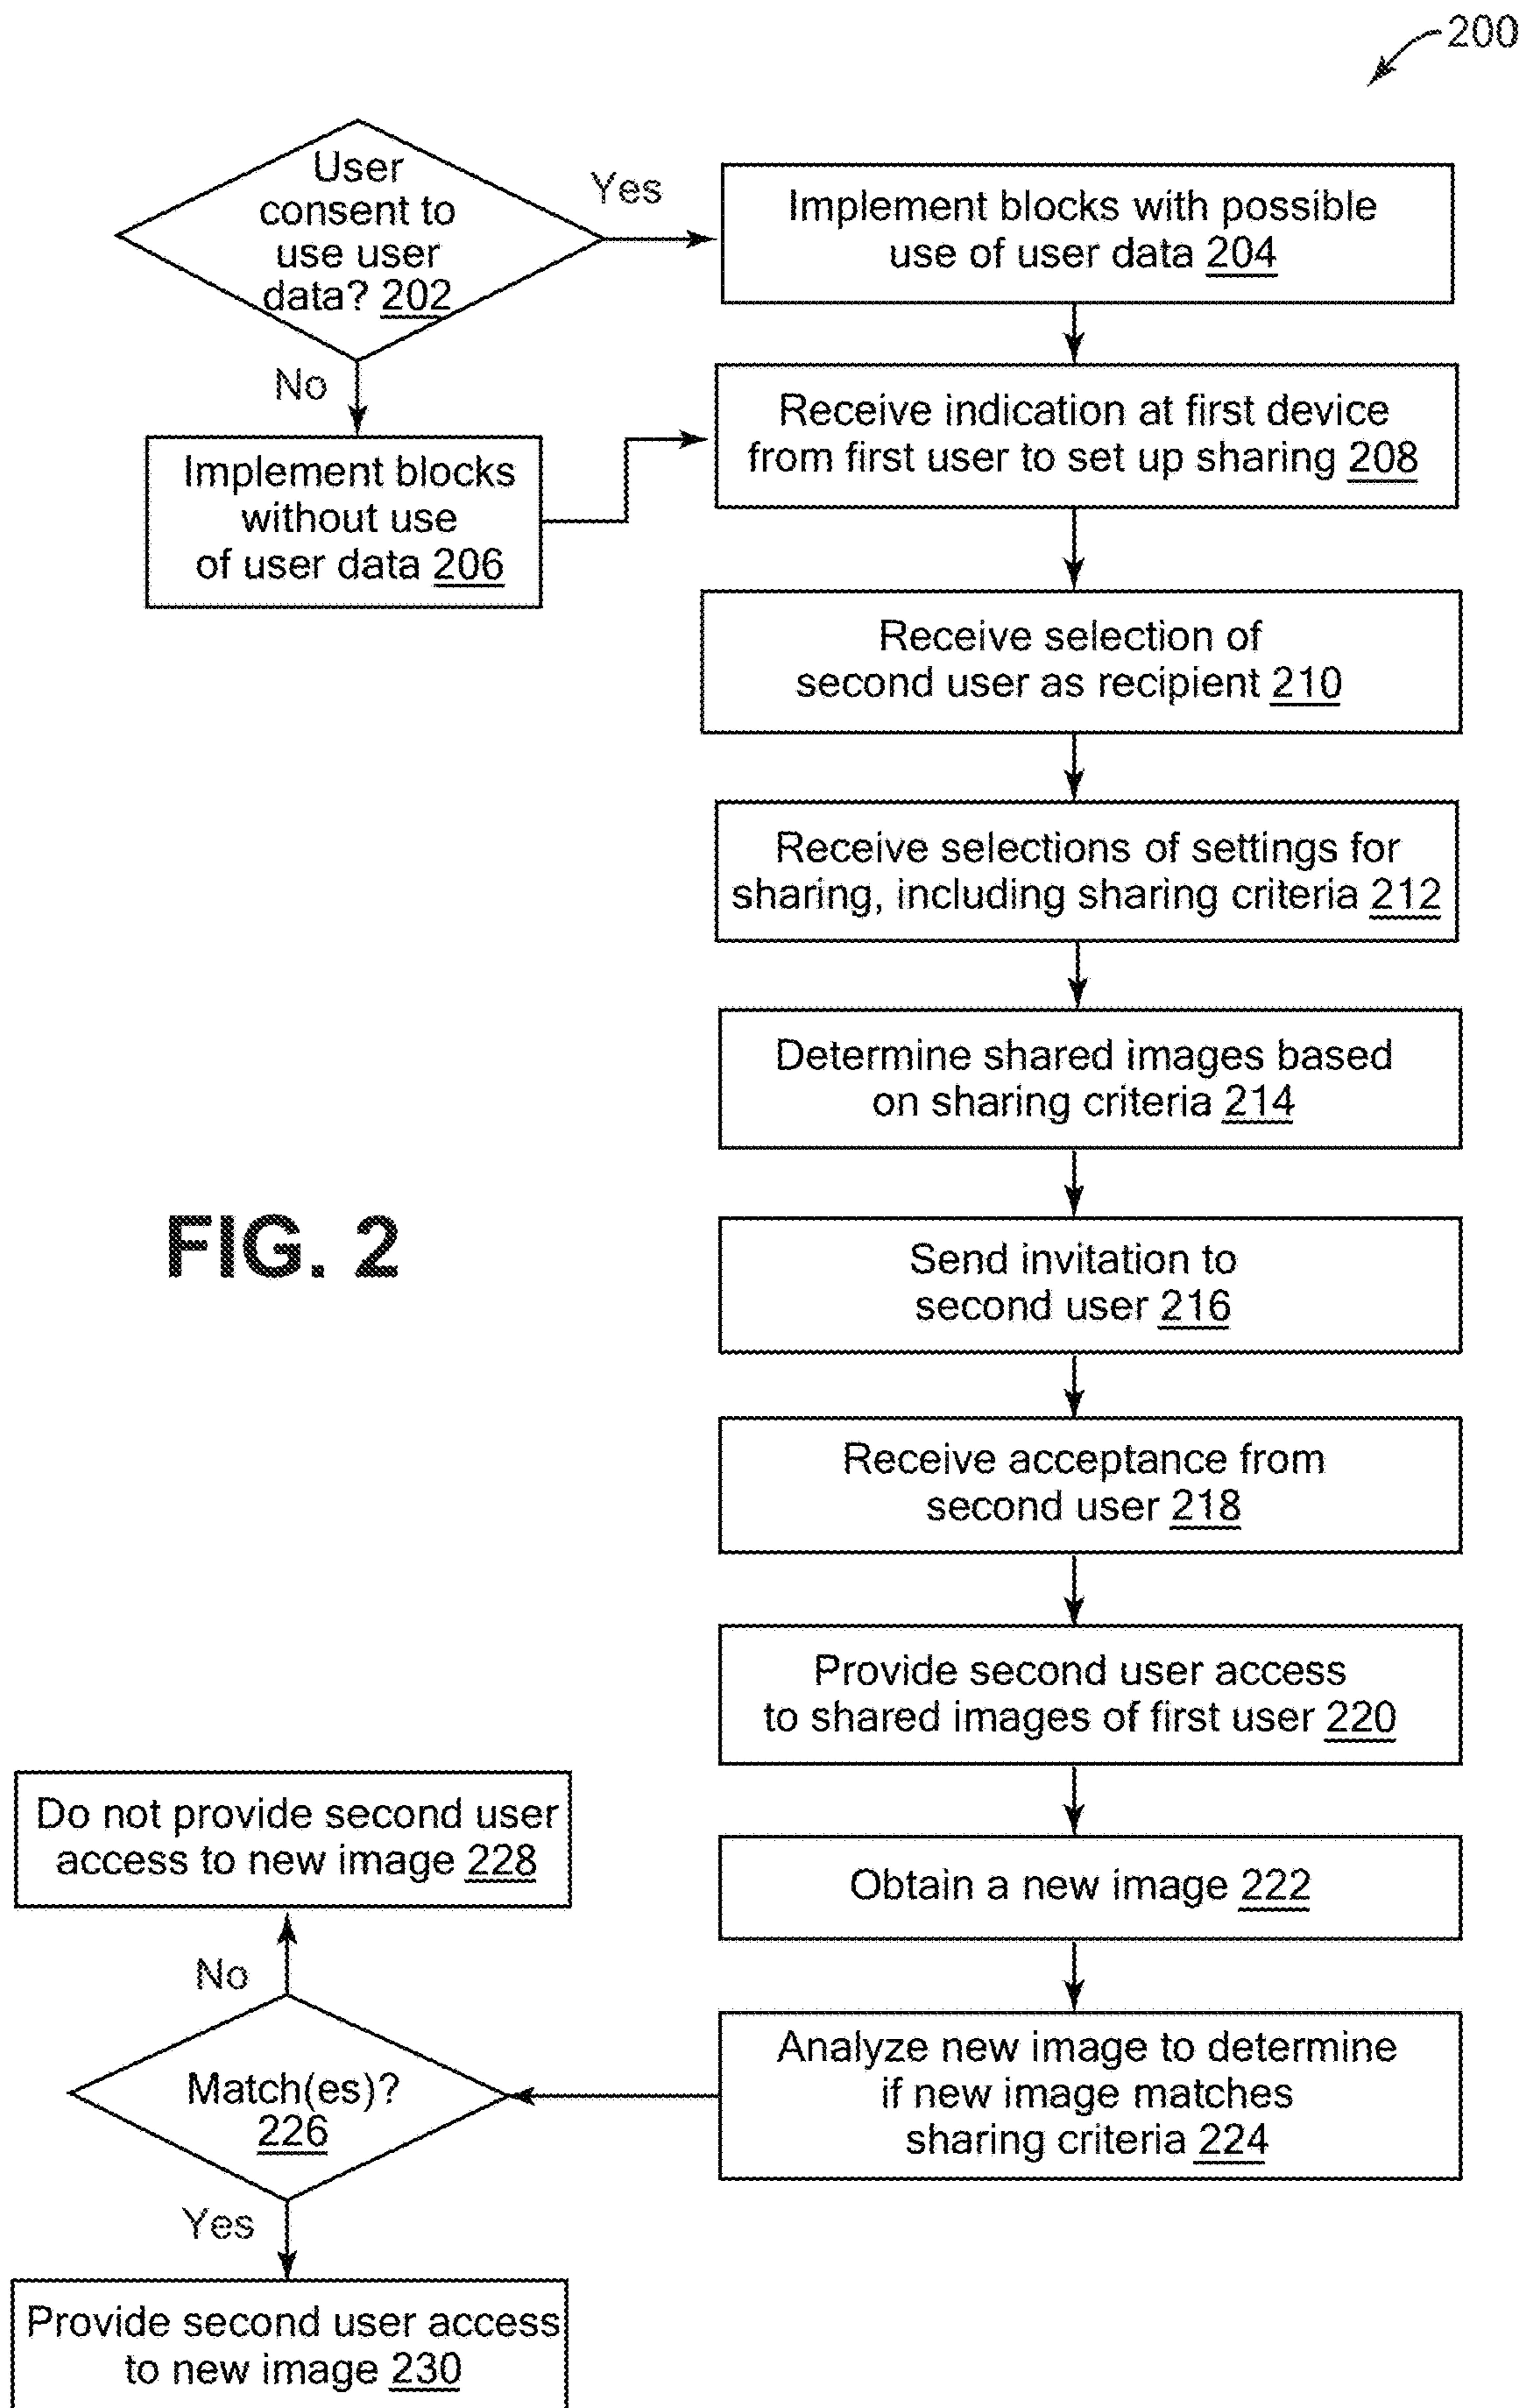 200
User
consent to
use user
data? 202
Yes
Implement blocks with possible
use of user data 204
No
Implement blocks
without use
of user data 206
Receive indication at first device
from first user to set up sharing 208
Receive selection of
second user as recipient 210
Receive selections of settings for
sharing, including sharing criteria 212
Determine shared images based
on sharing criteria 214
FIG. 2
Send invitation to
second user 216
Receive acceptance from
second user 218
Provide second user access
to shared images of first user 220
Obtain a new image 222
Analyze new image to determine
if new image matches
sharing criteria 224
Match(es)?
226
No
Do not provide second user
access to new image 228
Yes
Provide second user access
to new image 230